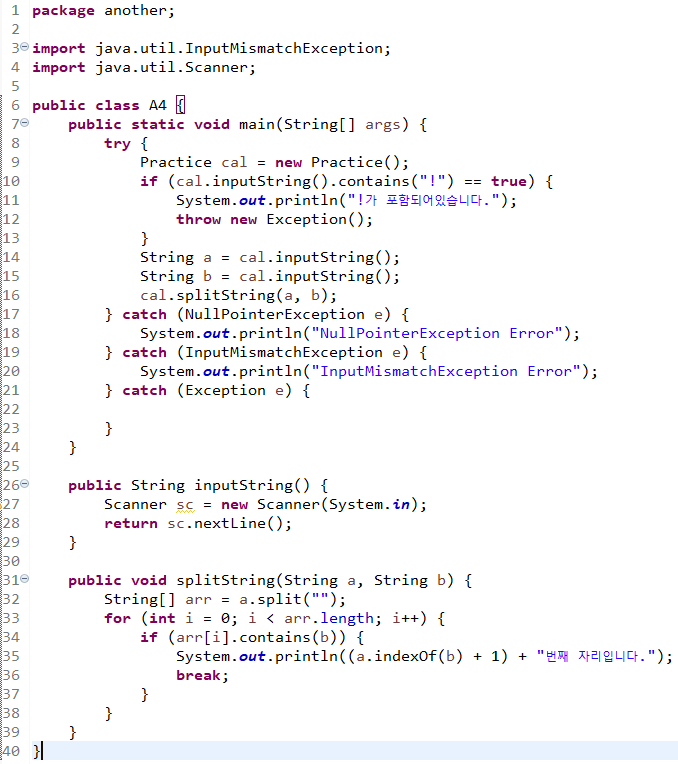 1 package another;
2
3 import java.util.InputMismatchException;
4 import java.util.Scanner;
5
6 public class A4 {
7     public static void main(String[] args) {
8         try {
9             Practice cal = new Practice();
10             if (cal.inputString().contains("!") == true) {
11                 System.out.println("!가 포함되어있습니다.");
12                 throw new Exception();
13             }
14             String a = cal.inputString();
15             String b = cal.inputString();
16             cal.splitString(a, b);
17         } catch (NullPointerException e) {
18             System.out.println("NullPointerException Error");
19         } catch (InputMismatchException e) {
20             System.out.println("InputMismatchException Error");
21         } catch (Exception e) {
22
23         }
24     }
25
26     public String inputString() {
27         Scanner sc = new Scanner(System.in);
28         return sc.nextLine();
29     }
30
31     public void splitString(String a, String b) {
32         String[] arr = a.split("");
33         for (int i = 0; i < arr.length; i++) {
34             if (arr[i].contains(b)) {
35                 System.out.println((a.indexOf(b) + 1) + "번째 자리입니다.");
36                 break;
37             }
38         }
39     }
40 }